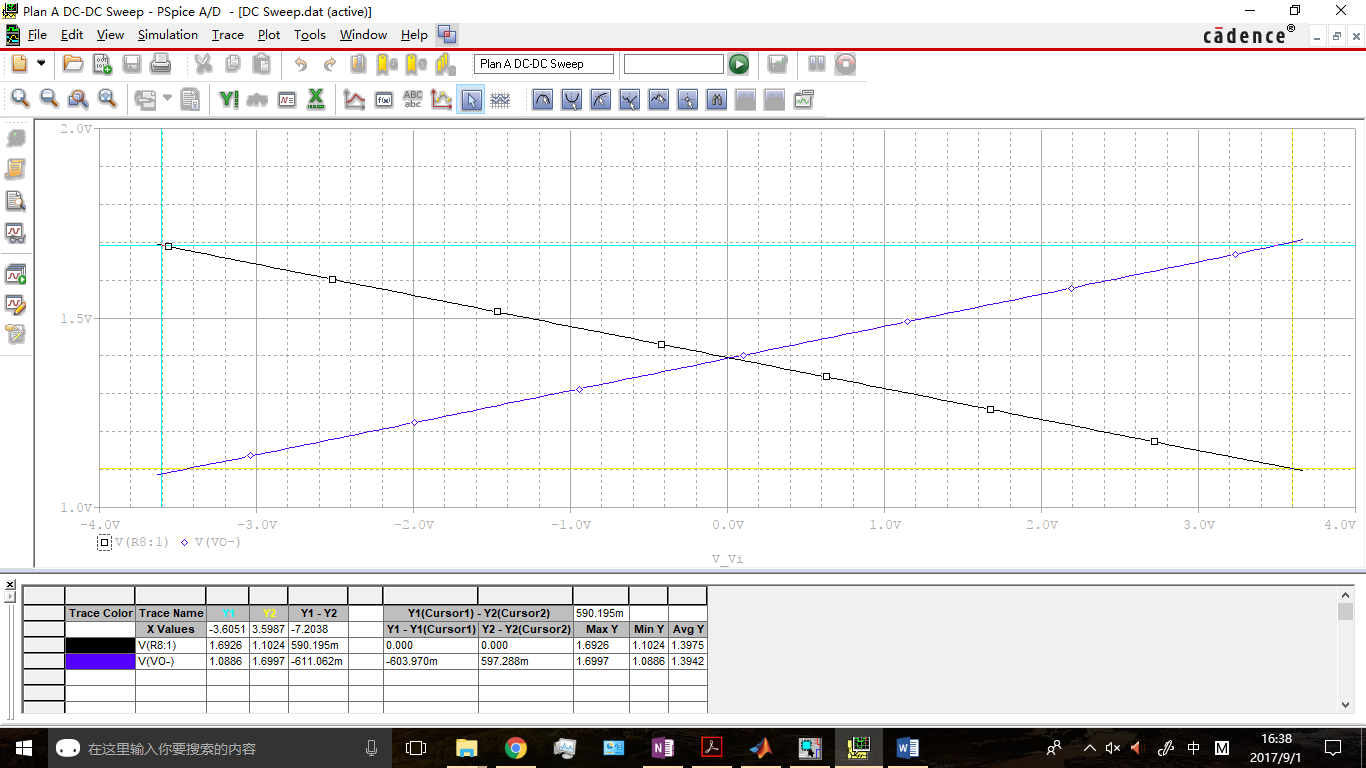 Plan A DC-DC Sweep - PSpice A/D - [DC Sweep.dat (active)]
File Edit View Simulation Trace Plot Tools Window Help
cādence®
Plan A DC-DC Sweep
ABC
abc
2.0V
1.5V
1.0V
-4.0V -3.0V -2.0V -1.0V 0.0V 1.0V 2.0V 3.0V 4.0V
V(R8:1) V(VO-)
V_Vi
Trace Color Trace Name Y1 Y2 Y1 - Y2 Y1(Cursor1) - Y2(Cursor2) 590.195m
X Values -3.6051 3.5987 -7.2038 Y1 - Y1(Cursor1) Y2 - Y2(Cursor2) Max Y Min Y Avg Y
V(R8:1) 1.6926 1.1024 590.195m 0.000 0.000 1.6926 1.1024 1.3975
V(VO-) 1.0886 1.6997 -611.062m -603.970m 597.288m 1.6997 1.0886 1.3942
在这里输入你要搜索的内容
中 M
16:38
2017/9/1